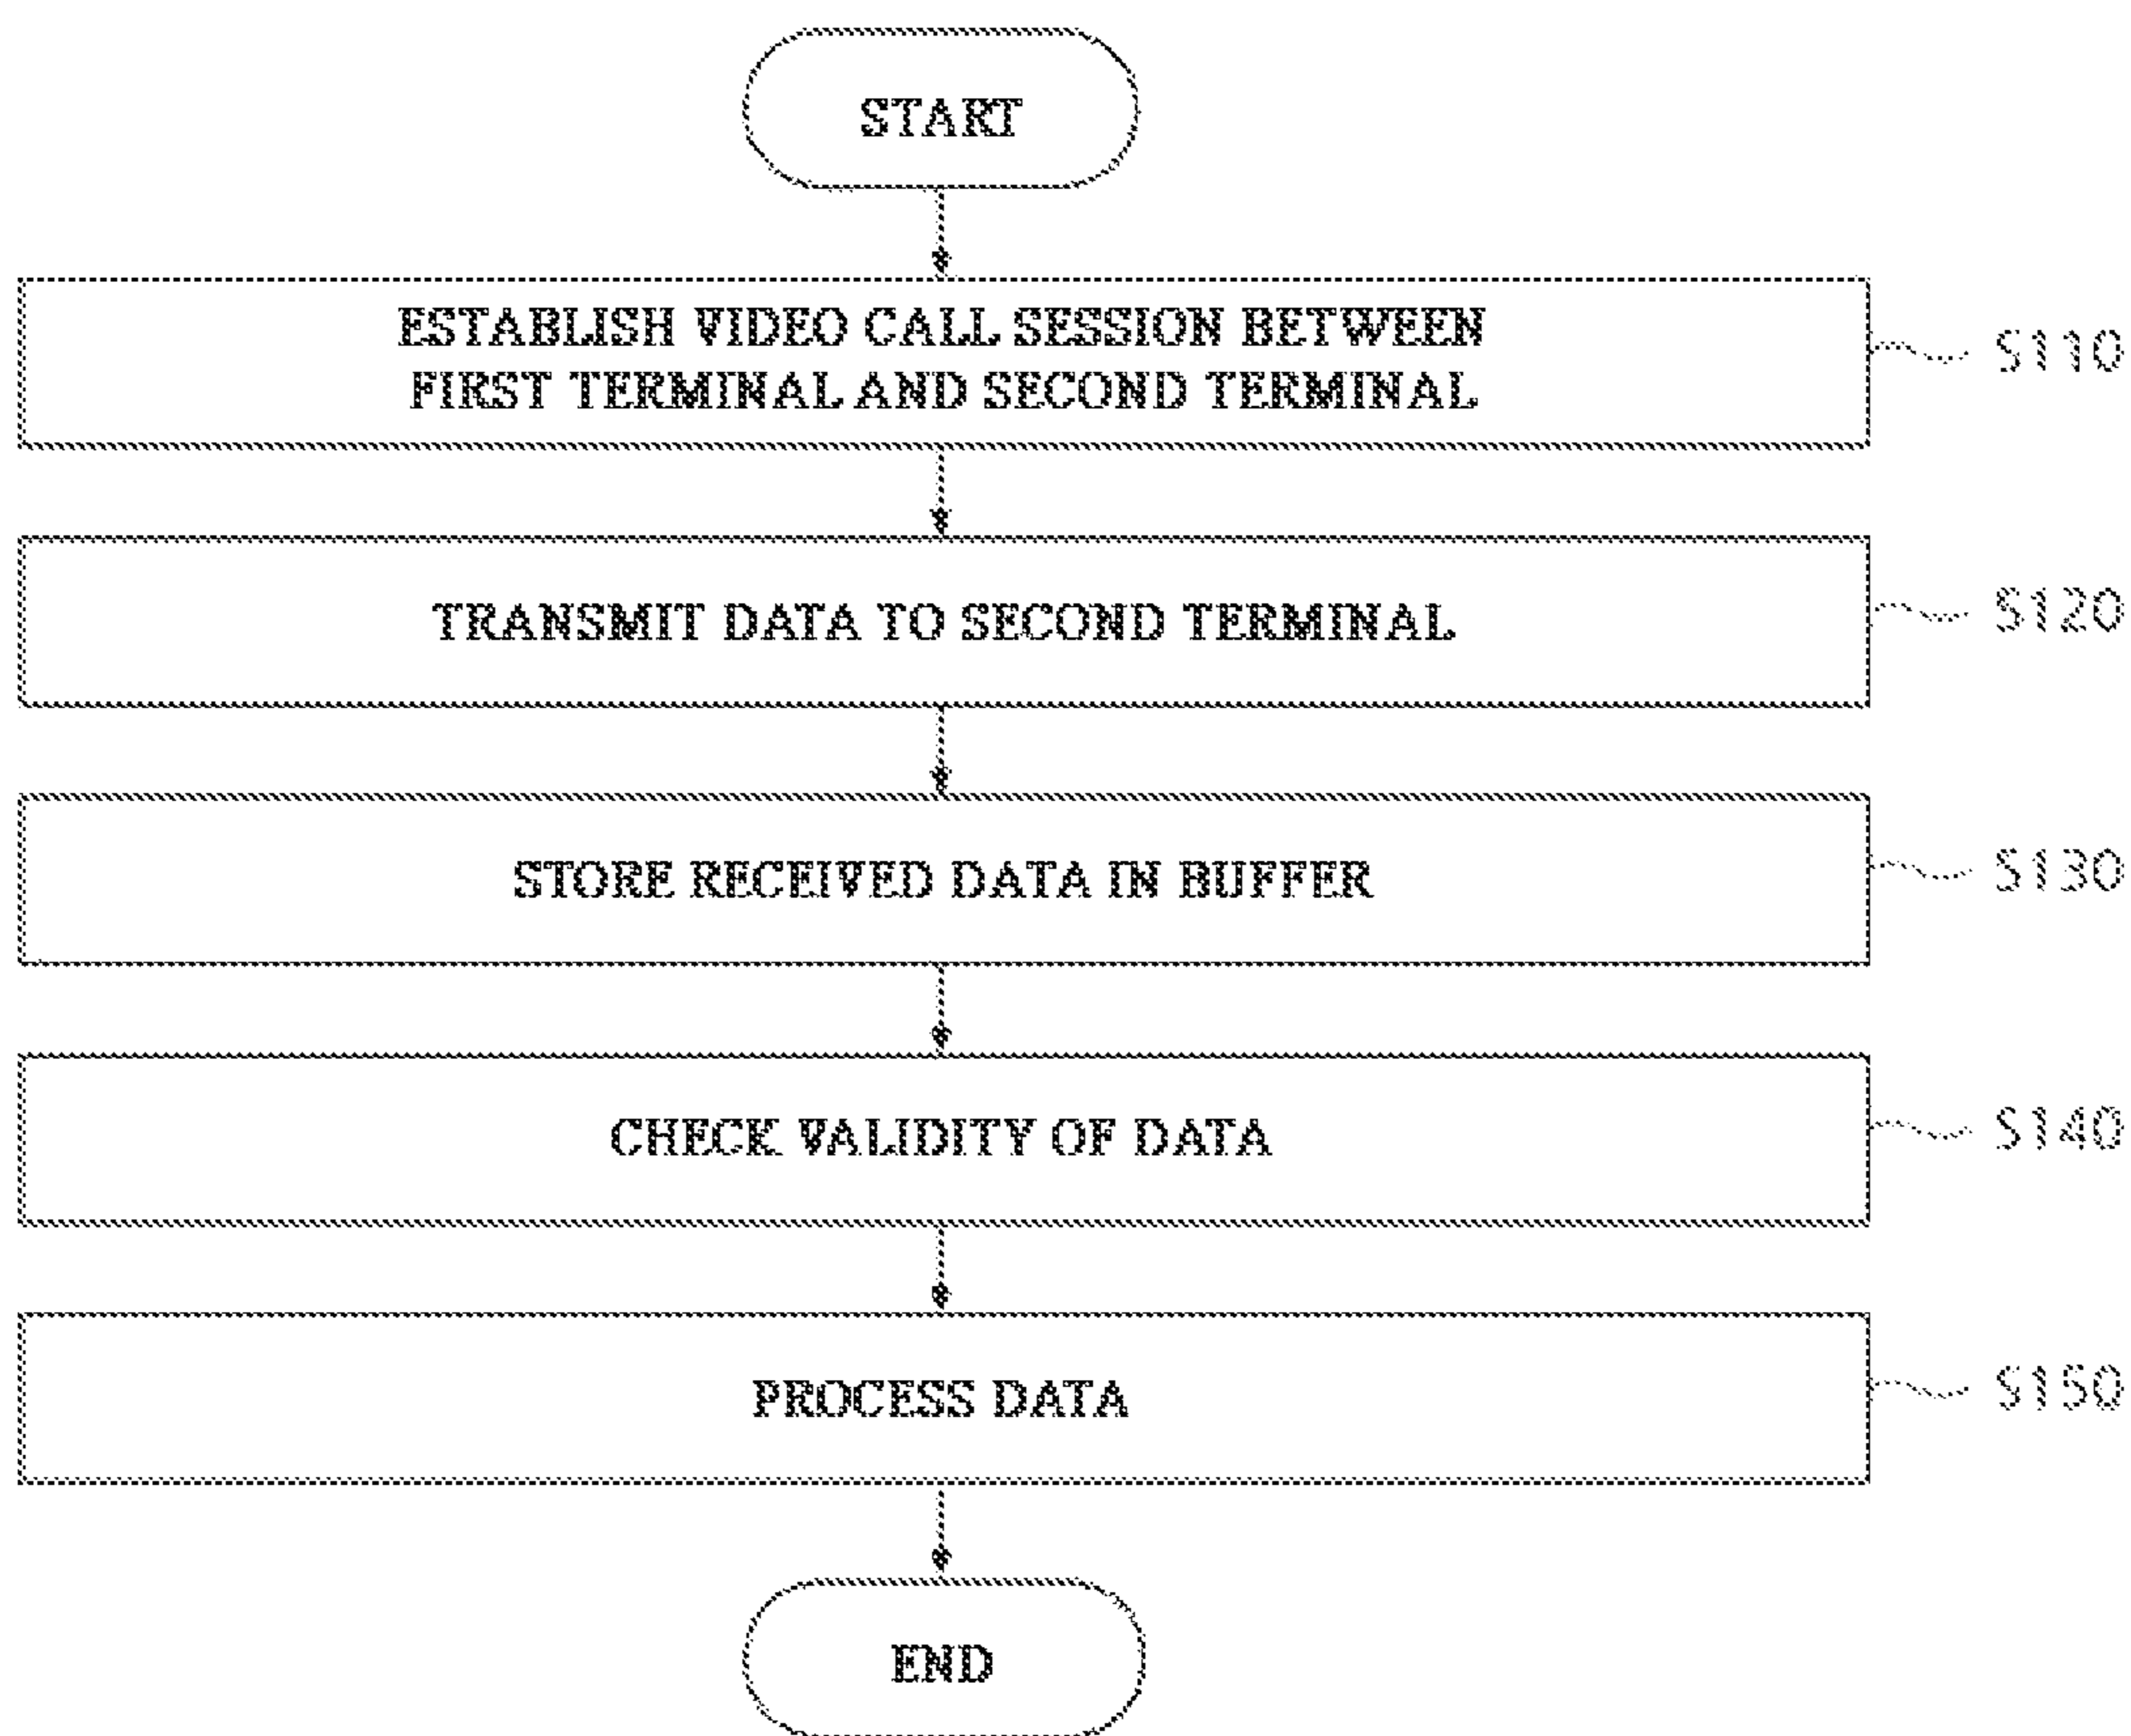 START
ESTABLISH VIDEO CALL SESSION BETWEEN
FIRST TERMINAL AND SECOND TERMINAL
S110
TRANSMIT DATA TO SECOND TERMINAL
S120
STORE RECEIVED DATA IN BUFFER
S130
CHECK VALIDITY OF DATA
S140
PROCESS DATA
S150
END